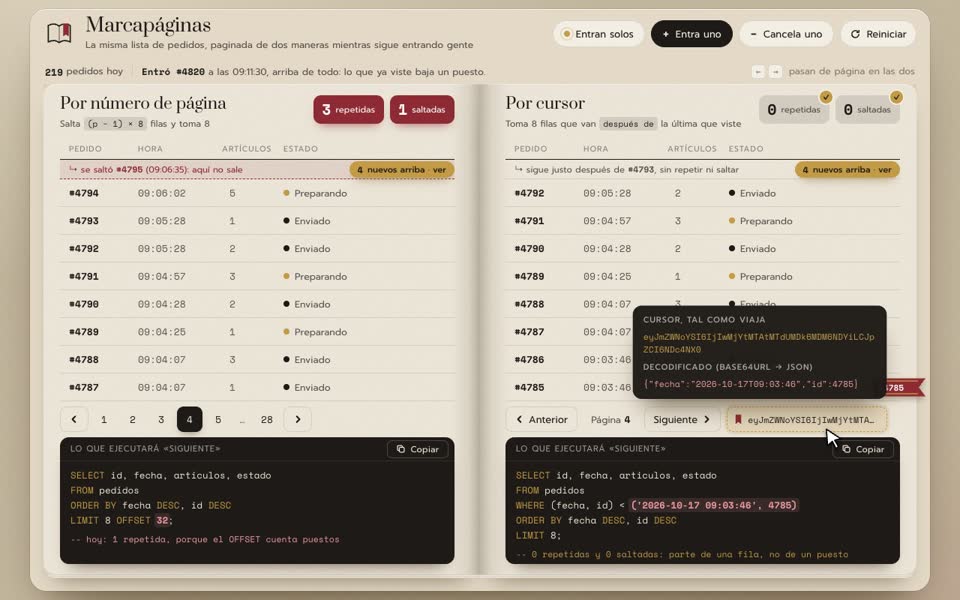 Marcapáginas
La misma lista de pedidos, paginada de dos maneras mientras sigue entrando gente
Entran solos
+ Entra uno
− Cancela uno
Reiniciar
219 pedidos hoy
Entró #4820 a las 09:11:30, arriba de todo: lo que ya viste baja un puesto.
← → pasan de página en las dos
Por número de página
Salta (p − 1) × 8 filas y toma 8
3 repetidas
1 saltadas
PEDIDO HORA ARTÍCULOS ESTADO
↪ se saltó #4795 (09:06:35): aquí no sale
4 nuevos arriba · ver
#4794 09:06:02 5 Preparando
#4793 09:05:28 1 Enviado
#4792 09:05:28 2 Enviado
#4791 09:04:57 3 Preparando
#4790 09:04:28 2 Enviado
#4789 09:04:25 1 Preparando
#4788 09:04:07 3 Enviado
#4787 09:04:07 1 Enviado
1 2 3 4 5 … 28
LO QUE EJECUTARÁ «SIGUIENTE»
Copiar
SELECT id, fecha, articulos, estado
FROM pedidos
ORDER BY fecha DESC, id DESC
LIMIT 8 OFFSET 32;
-- hoy: 1 repetida, porque el OFFSET cuenta puestos
Por cursor
Toma 8 filas que van después de la última que viste
0 repetidas
0 saltadas
PEDIDO HORA ARTÍCULOS ESTADO
↪ sigue justo después de #4793, sin repetir ni saltar
4 nuevos arriba · ver
#4792 09:05:28 2 Enviado
#4791 09:04:57 3 Preparando
#4790 09:04:28 2 Enviado
#4789 09:04:25 1 Preparando
#4788 09:04:07 3 Enviado
#4787 09:04:07
#4786 09:03:46
#4785 09:03:46
CURSOR, TAL COMO VIAJA
eyJmZWNoYSI6IjIwMjYtMTAtMTdUMDk6MDM6NDYiLCJp
ZCI6NDc4NX0
DECODIFICADO (BASE64URL → JSON)
{"fecha":"2026-10-17T09:03:46","id":4785}
4785
Anterior
Página 4
Siguiente
eyJmZWNoYSI6IjIwMjYtMTA…
LO QUE EJECUTARÁ «SIGUIENTE»
Copiar
SELECT id, fecha, articulos, estado
FROM pedidos
WHERE (fecha, id) < ('2026-10-17 09:03:46', 4785)
ORDER BY fecha DESC, id DESC
LIMIT 8;
-- 0 repetidas y 0 saltadas: parte de una fila, no de un puesto